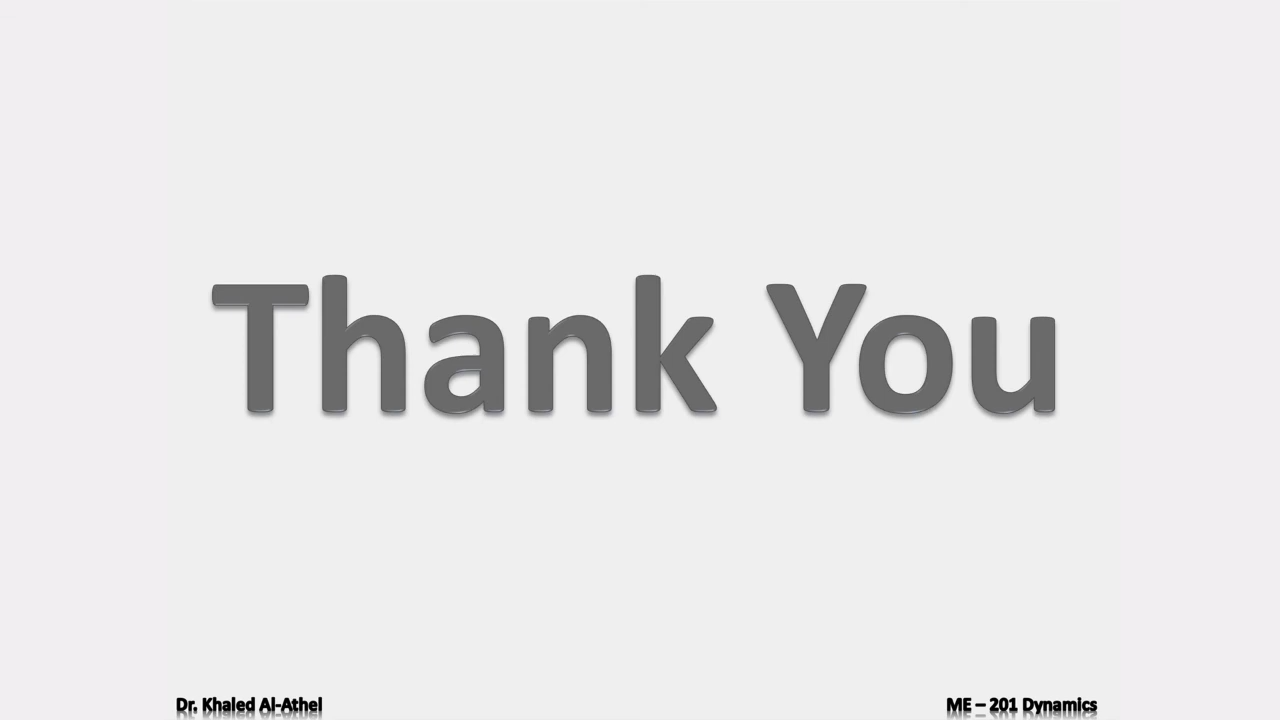 Thank You
Dr. Khaled Al-Athel
ME – 201 Dynamics